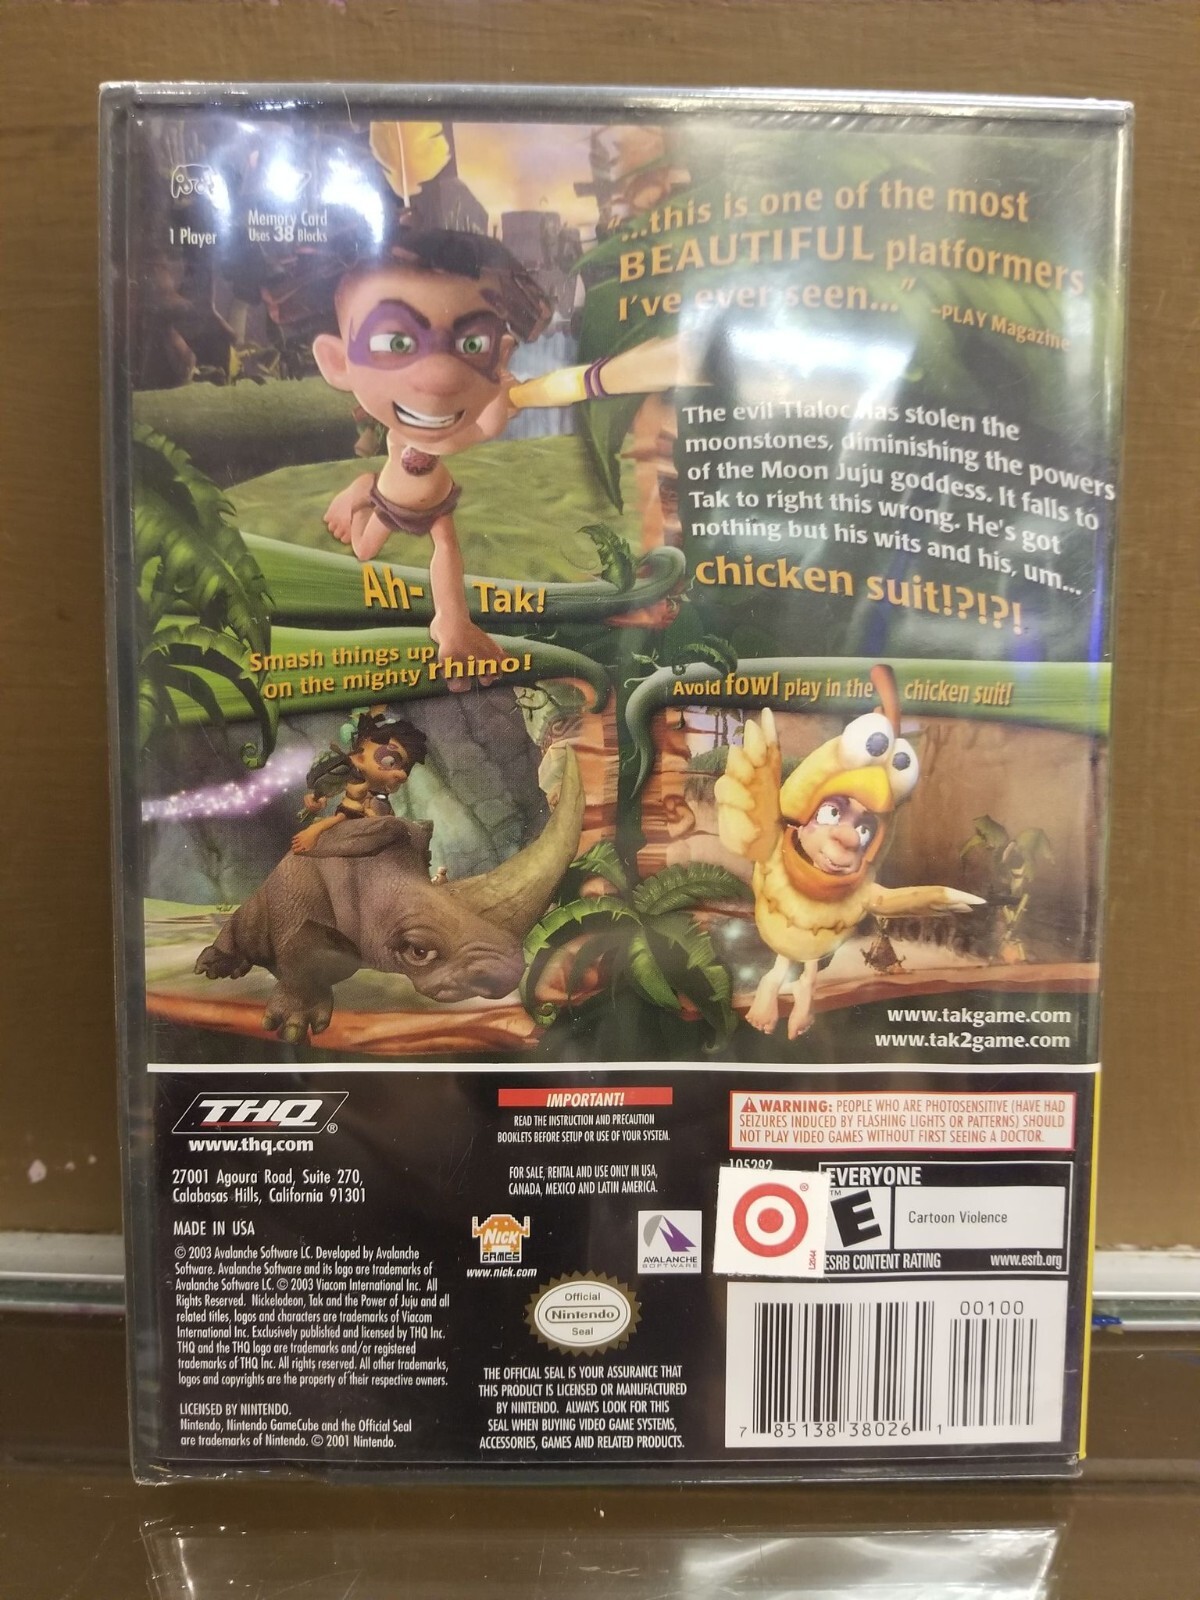 1 Player
Memory Card
Uses 38 Blocks
"...this is one of the most
BEAUTIFUL platformers
I've ever seen..."
-PLAY Magazine
The evil Tlaloc has stolen the
moonstones, diminishing the powers
of the Moon Juju goddess. It falls to
Tak to right this wrong. He's got
nothing but his wits and his, um...
chicken suit!?!?!
Ah- Tak!
Smash things up
on the mighty rhino!
Avoid fowl play in the chicken suit!
www.takgame.com
www.tak2game.com
THQ®
www.thq.com
27001 Agoura Road, Suite 270,
Calabasas Hills, California 91301
MADE IN USA
© 2003 Avalanche Software LC. Developed by Avalanche
Software. Avalanche Software and its logo are trademarks of
Avalanche Software LC. © 2003 Viacom International Inc. All
Rights Reserved. Nickelodeon, Tak and the Power of Juju and all
related titles, logos and characters are trademarks of Viacom
International Inc. Exclusively published and licensed by THQ Inc.
THQ and the THQ logo are trademarks and/or registered
trademarks of THQ Inc. All rights reserved. All other trademarks,
logos and copyrights are the property of their respective owners.
LICENSED BY NINTENDO.
Nintendo, Nintendo GameCube and the Official Seal
are trademarks of Nintendo. © 2001 Nintendo.
IMPORTANT!
READ THE INSTRUCTION AND PRECAUTION
BOOKLETS BEFORE SETUP OR USE OF YOUR SYSTEM.
FOR SALE, RENTAL AND USE ONLY IN USA,
CANADA, MEXICO AND LATIN AMERICA.
NICK
GAMES
www.nick.com
AVALANCHE
SOFTWARE
Official
Nintendo
Seal
THE OFFICIAL SEAL IS YOUR ASSURANCE THAT
THIS PRODUCT IS LICENSED OR MANUFACTURED
BY NINTENDO. ALWAYS LOOK FOR THIS
SEAL WHEN BUYING VIDEO GAME SYSTEMS,
ACCESSORIES, GAMES AND RELATED PRODUCTS.
WARNING: PEOPLE WHO ARE PHOTOSENSITIVE (HAVE HAD
SEIZURES INDUCED BY FLASHING LIGHTS OR PATTERNS) SHOULD
NOT PLAY VIDEO GAMES WITHOUT FIRST SEEING A DOCTOR.
105292
EVERYONE
E
Cartoon Violence
ESRB CONTENT RATING www.esrb.org
00100
7 85138 38026 1